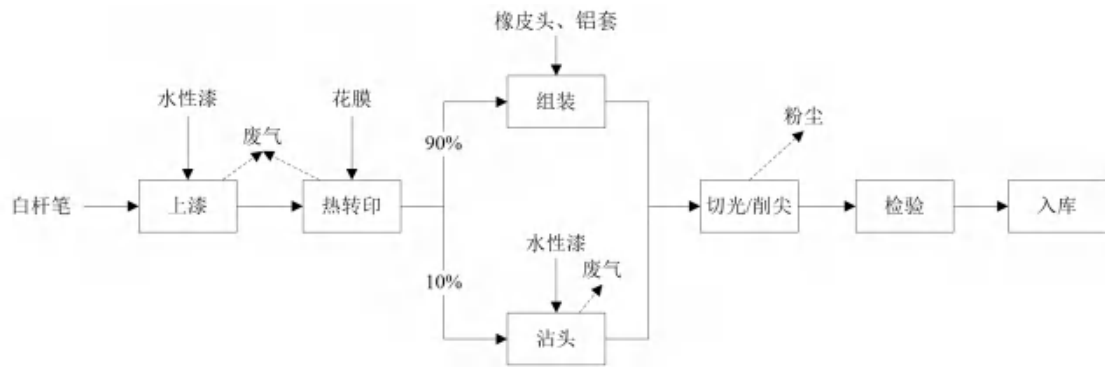 橡皮头、铝套
水性漆
花膜
组装
粉尘
废气
90%
白杆笔
上漆
热转印
切光/削尖
检验
入库
水性漆
10%
废气
沾头